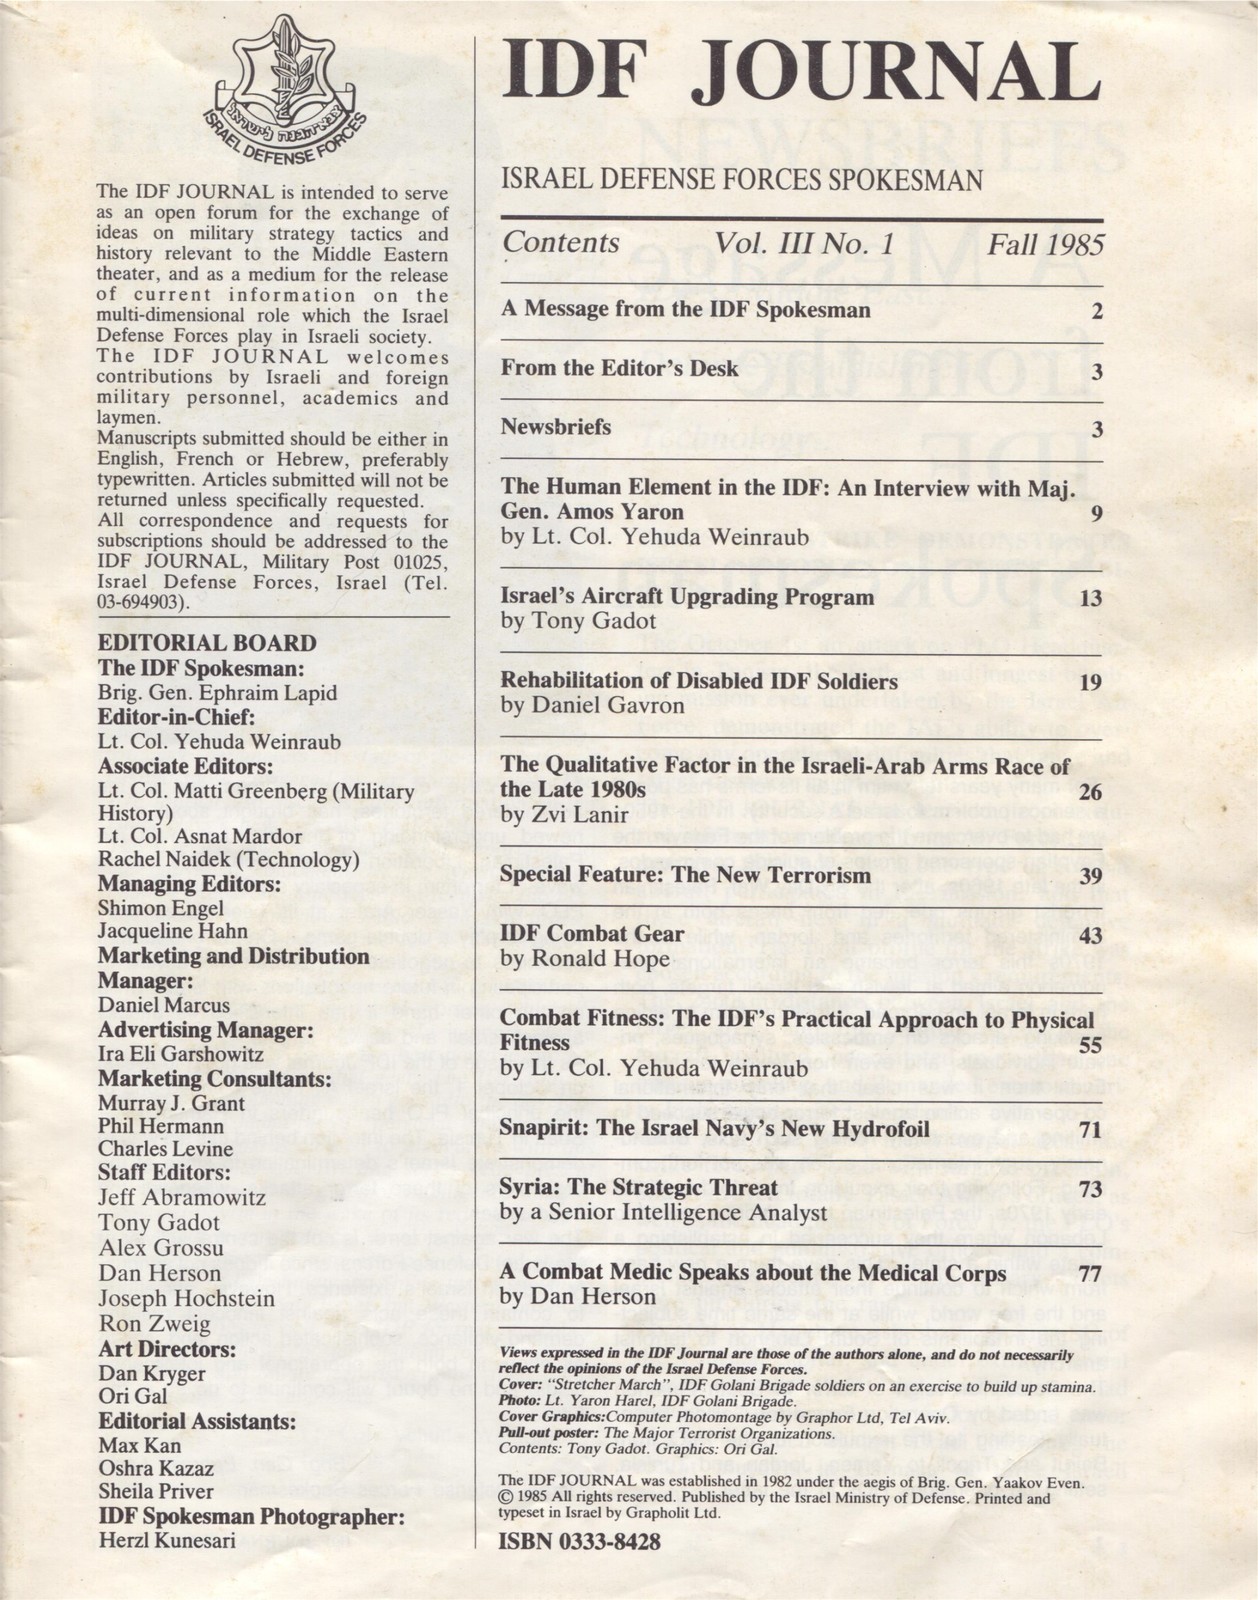 צבא הגנה לישראל
ISRAEL DEFENSE FORCES
The IDF JOURNAL is intended to serve
as an open forum for the exchange of
ideas on military strategy tactics and
history relevant to the Middle Eastern
theater, and as a medium for the release
of current information on the
multi-dimensional role which the Israel
Defense Forces play in Israeli society.
The IDF JOURNAL welcomes
contributions by Israeli and foreign
military personnel, academics and
laymen.
Manuscripts submitted should be either in
English, French or Hebrew, preferably
typewritten. Articles submitted will not be
returned unless specifically requested.
All correspondence and requests for
subscriptions should be addressed to the
IDF JOURNAL, Military Post 01025,
Israel Defense Forces, Israel (Tel.
03-694903).
EDITORIAL BOARD
The IDF Spokesman:
Brig. Gen. Ephraim Lapid
Editor-in-Chief:
Lt. Col. Yehuda Weinraub
Associate Editors:
Lt. Col. Matti Greenberg (Military
History)
Lt. Col. Asnat Mardor
Rachel Naidek (Technology)
Managing Editors:
Shimon Engel
Jacqueline Hahn
Marketing and Distribution
Manager:
Daniel Marcus
Advertising Manager:
Ira Eli Garshowitz
Marketing Consultants:
Murray J. Grant
Phil Hermann
Charles Levine
Staff Editors:
Jeff Abramowitz
Tony Gadot
Alex Grossu
Dan Herson
Joseph Hochstein
Ron Zweig
Art Directors:
Dan Kryger
Ori Gal
Editorial Assistants:
Max Kan
Oshra Kazaz
Sheila Priver
IDF Spokesman Photographer:
Herzl Kunesari
IDF JOURNAL
ISRAEL DEFENSE FORCES SPOKESMAN
Contents Vol. III No. 1 Fall 1985
A Message from the IDF Spokesman 2
From the Editor's Desk 3
Newsbriefs 3
The Human Element in the IDF: An Interview with Maj.
Gen. Amos Yaron 9
by Lt. Col. Yehuda Weinraub
Israel's Aircraft Upgrading Program 13
by Tony Gadot
Rehabilitation of Disabled IDF Soldiers 19
by Daniel Gavron
The Qualitative Factor in the Israeli-Arab Arms Race of
the Late 1980s 26
by Zvi Lanir
Special Feature: The New Terrorism 39
IDF Combat Gear 43
by Ronald Hope
Combat Fitness: The IDF's Practical Approach to Physical
Fitness 55
by Lt. Col. Yehuda Weinraub
Snapirit: The Israel Navy's New Hydrofoil 71
Syria: The Strategic Threat 73
by a Senior Intelligence Analyst
A Combat Medic Speaks about the Medical Corps 77
by Dan Herson
Views expressed in the IDF Journal are those of the authors alone, and do not necessarily
reflect the opinions of the Israel Defense Forces.
Cover: "Stretcher March", IDF Golani Brigade soldiers on an exercise to build up stamina.
Photo: Lt. Yaron Harel, IDF Golani Brigade.
Cover Graphics:Computer Photomontage by Graphor Ltd, Tel Aviv.
Pull-out poster: The Major Terrorist Organizations.
Contents: Tony Gadot. Graphics: Ori Gal.
The IDF JOURNAL was established in 1982 under the aegis of Brig. Gen. Yaakov Even.
© 1985 All rights reserved. Published by the Israel Ministry of Defense. Printed and
typeset in Israel by Grapholit Ltd.
ISBN 0333-8428